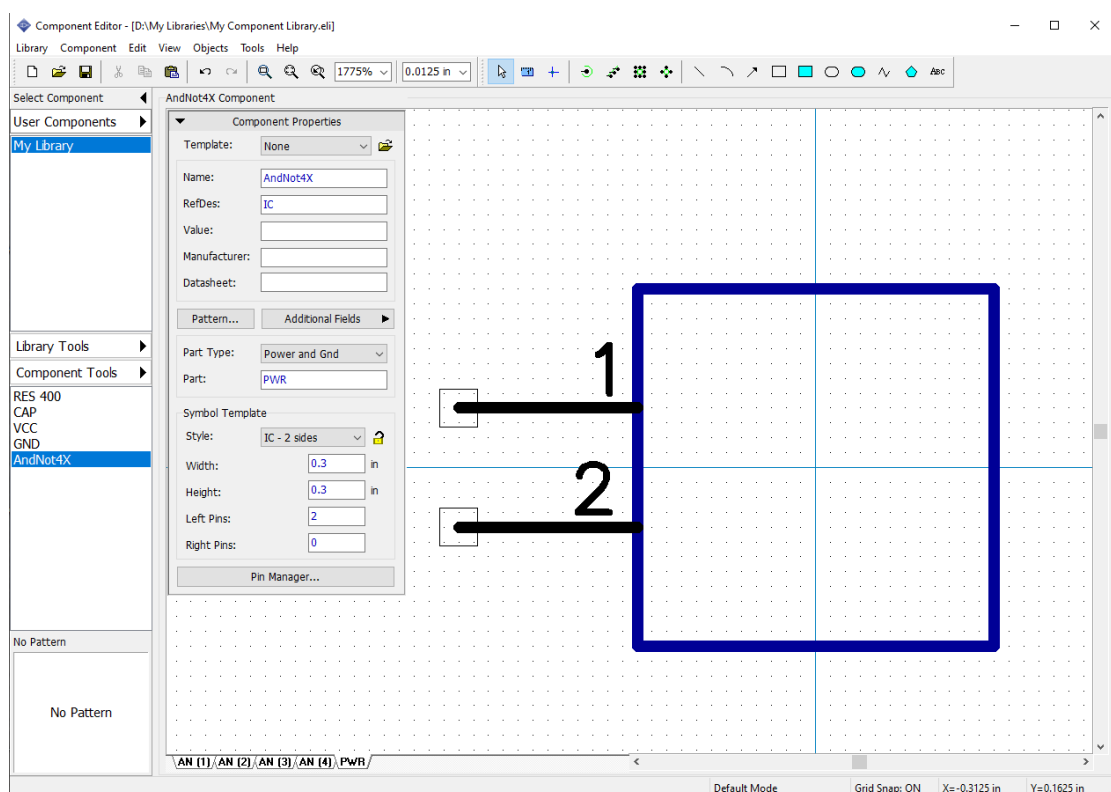 Component Editor - [D:\My Libraries\My Component Library.eli]
Library Component Edit View Objects Tools Help
1775% 0.0125 in ABC
Select Component
AndNot4X Component
User Components
My Library
Component Properties
Template: None
Name: AndNot4X
RefDes: IC
Value:
Manufacturer:
Datasheet:
Pattern... Additional Fields
Part Type: Power and Gnd
Part: PWR
Symbol Template
Style: IC - 2 sides
Width: 0.3 in
Height: 0.3 in
Left Pins: 2
Right Pins: 0
Pin Manager...
1
2
Library Tools
Component Tools
RES 400
CAP
VCC
GND
AndNot4X
No Pattern
No Pattern
AN (1) AN (2) AN (3) AN (4) PWR
Default Mode Grid Snap: ON X=-0.3125 in Y=0.1625 in